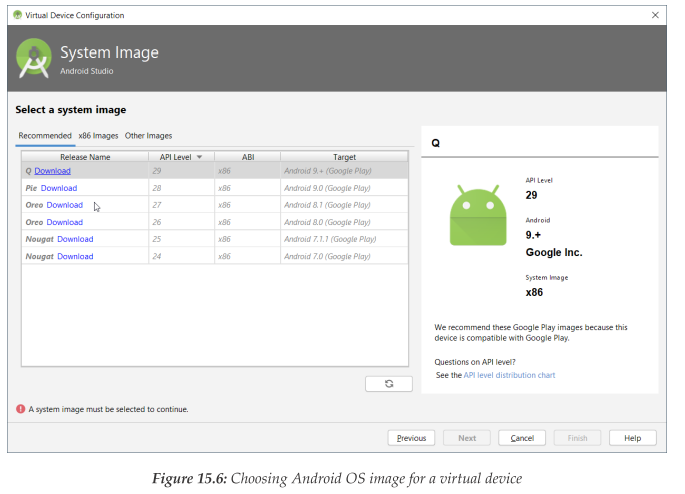 Virtual Device Configuration
System Image
Android Studio
Select a system image
Recommended x86 Images Other Images
Release Name API Level ABI Target
Q Download 29 x86 Android 9.+ (Google Play)
Pie Download 28 x86 Android 9.0 (Google Play)
Oreo Download 27 x86 Android 8.1 (Google Play)
Oreo Download 26 x86 Android 8.0 (Google Play)
Nougat Download 25 x86 Android 7.1.1 (Google Play)
Nougat Download 24 x86 Android 7.0 (Google Play)
Q
API Level
29
Android
9.+
Google Inc.
System Image
x86
We recommend these Google Play images because this
device is compatible with Google Play.
Questions on API level?
See the API level distribution chart
A system image must be selected to continue.
Previous Next Cancel Finish Help
Figure 15.6: Choosing Android OS image for a virtual device